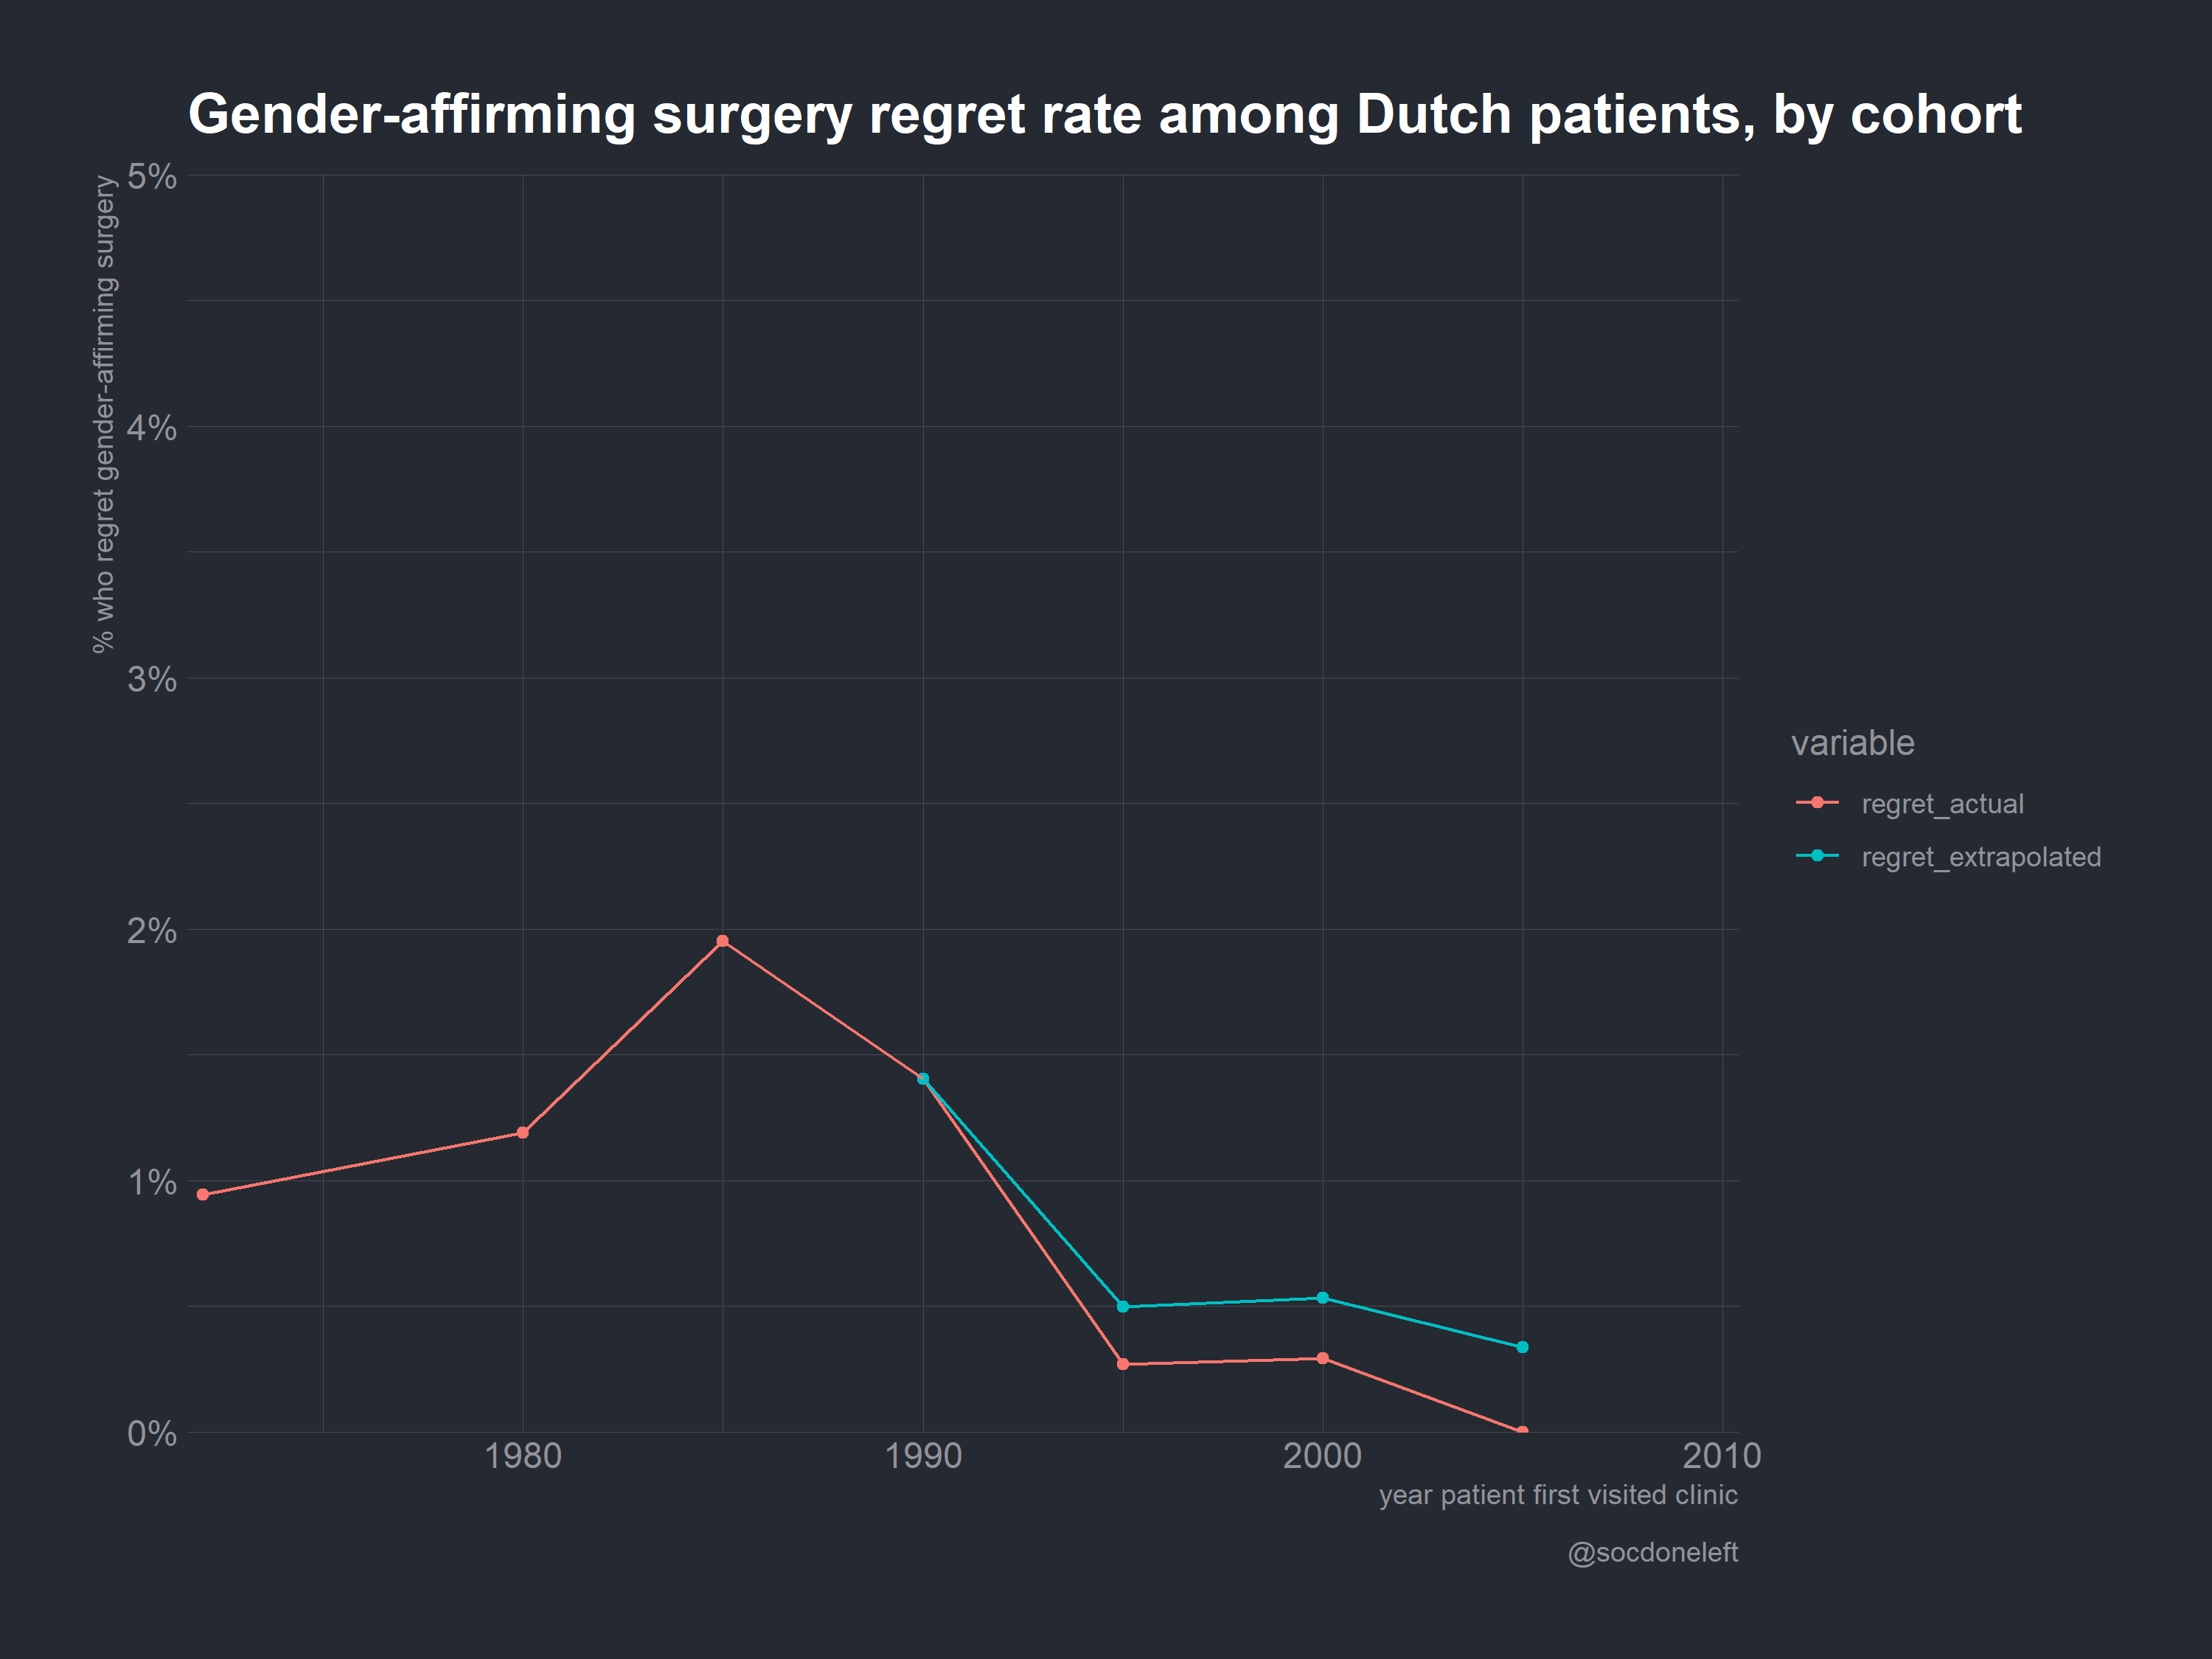 Gender-affirming surgery regret rate among Dutch patients, by cohort
% who regret gender-affirming surgery
5%
4%
3%
2%
1%
0%
1980
1990
2000
2010
year patient first visited clinic
@socdoneleft
variable
regret_actual
regret_extrapolated